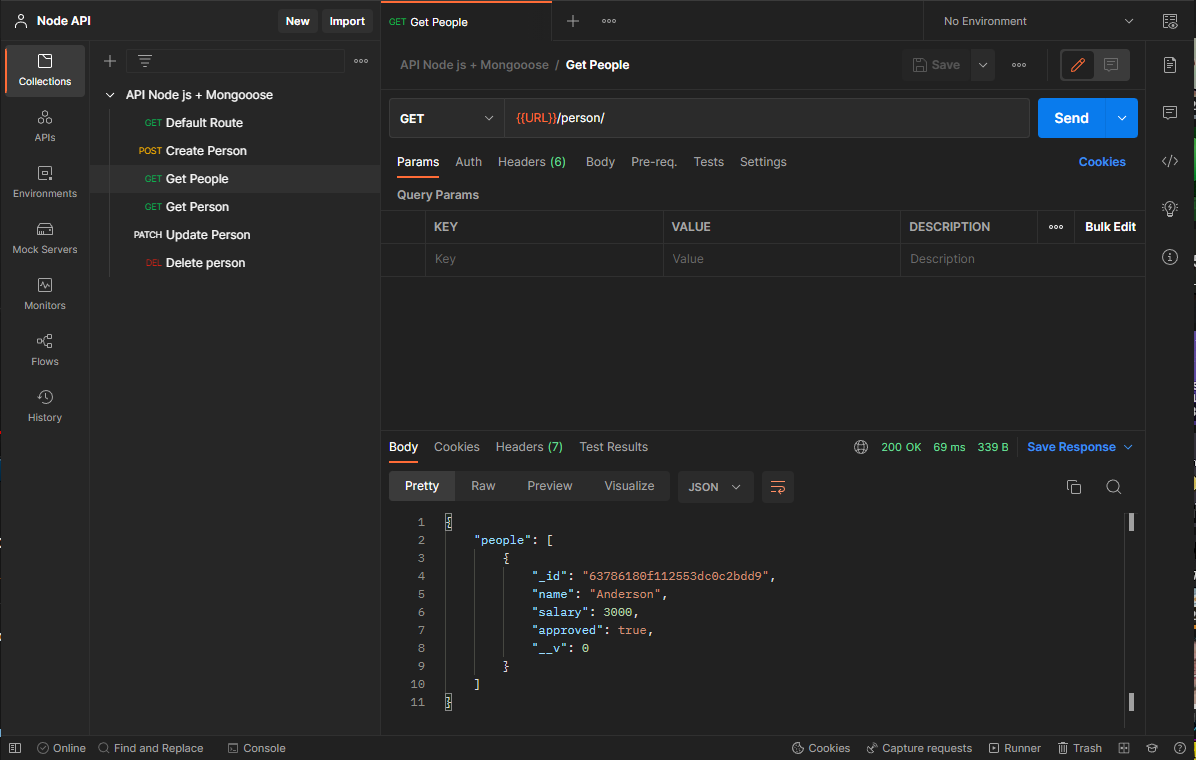 Node API New Import GET Get People No Environment
Collections
APIs
Environments
Mock Servers
Monitors
Flows
History
API Node js + Mongooose
GET Default Route
POST Create Person
GET Get People
GET Get Person
PATCH Update Person
DEL Delete person
API Node js + Mongooose / Get People Save
GET {{URL}}/person/ Send
Params Auth Headers (6) Body Pre-req. Tests Settings Cookies
Query Params
KEY VALUE DESCRIPTION Bulk Edit
Key Value Description
Body Cookies Headers (7) Test Results 200 OK 69 ms 339 B Save Response
Pretty Raw Preview Visualize JSON
1 {
2 "people": [
3 {
4 "_id": "63786180f112553dc0c2bdd9",
5 "name": "Anderson",
6 "salary": 3000,
7 "approved": true,
8 "__v": 0
9 }
10 ]
11 }
Online Find and Replace Console Cookies Capture requests Runner Trash